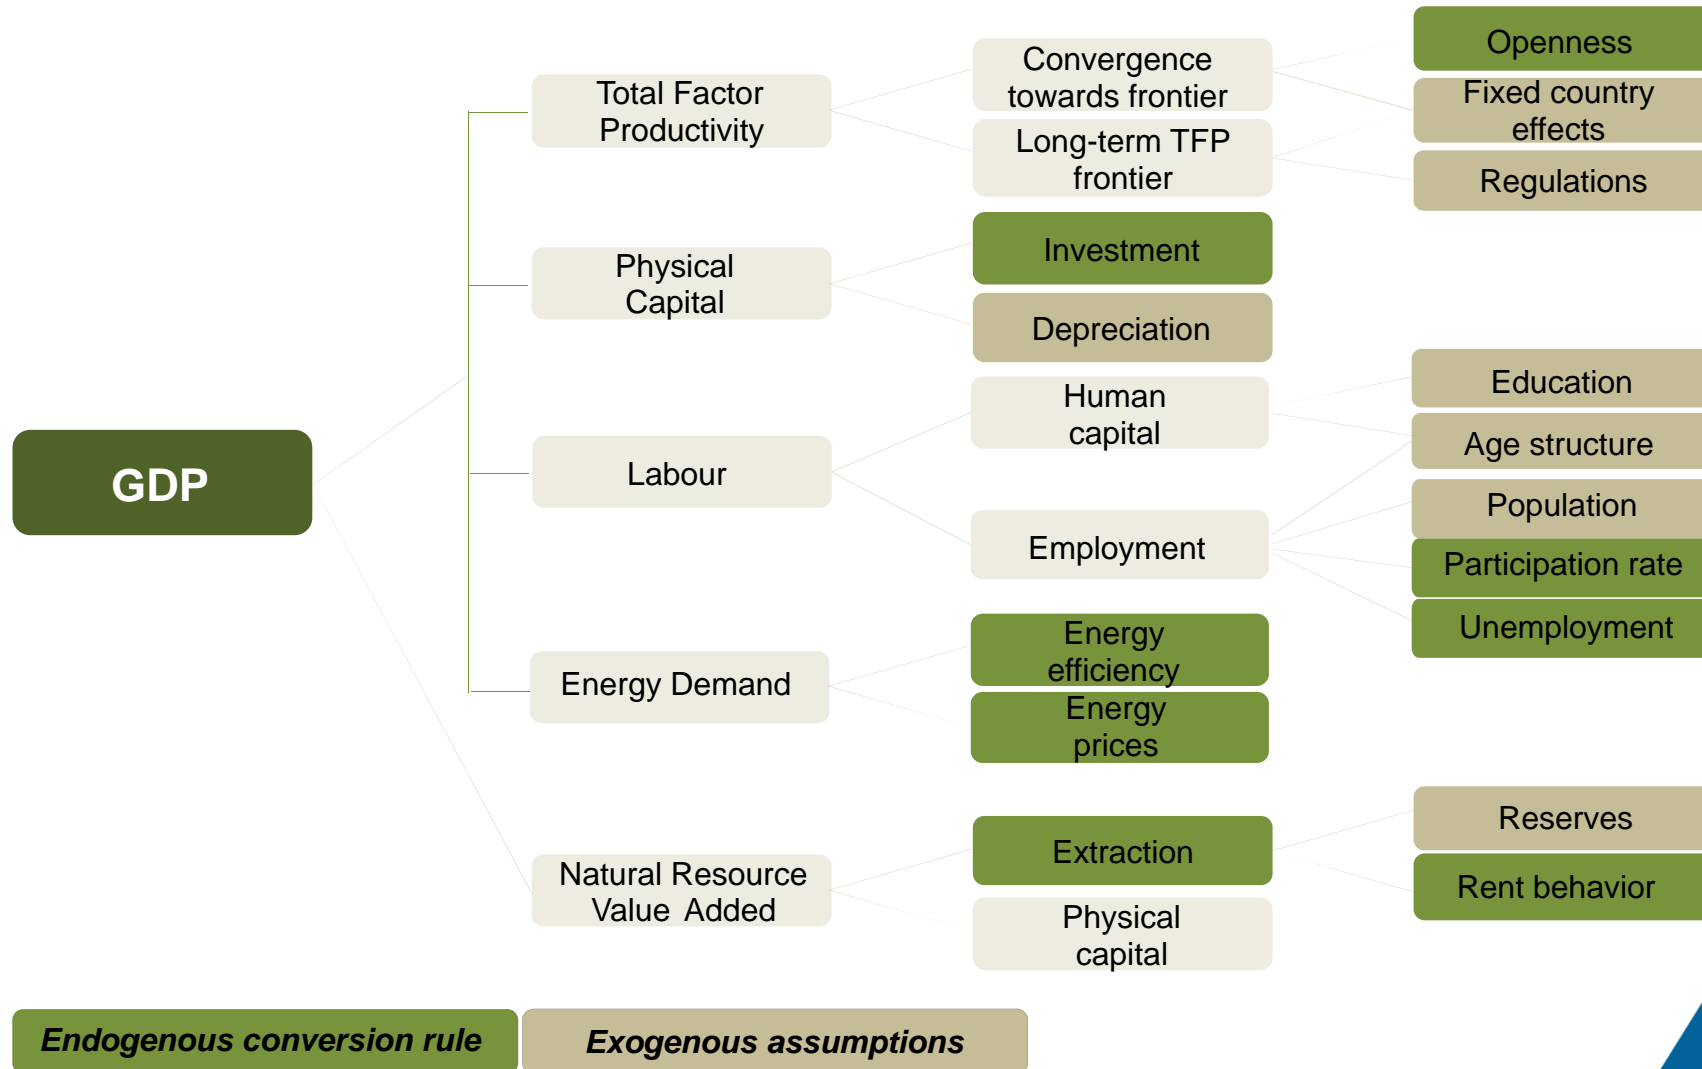 GDP
Total Factor
Productivity
Physical
Capital
Labour
Energy Demand
Natural Resource
Value Added
Convergence
towards frontier
Long-term TFP
frontier
Investment
Depreciation
Human
capital
Employment
Energy
efficiency
Energy
prices
Extraction
Physical
capital
Openness
Fixed country
effects
Regulations
Education
Age structure
Population
Participation rate
Unemployment
Reserves
Rent behavior
Endogenous conversion rule
Exogenous assumptions